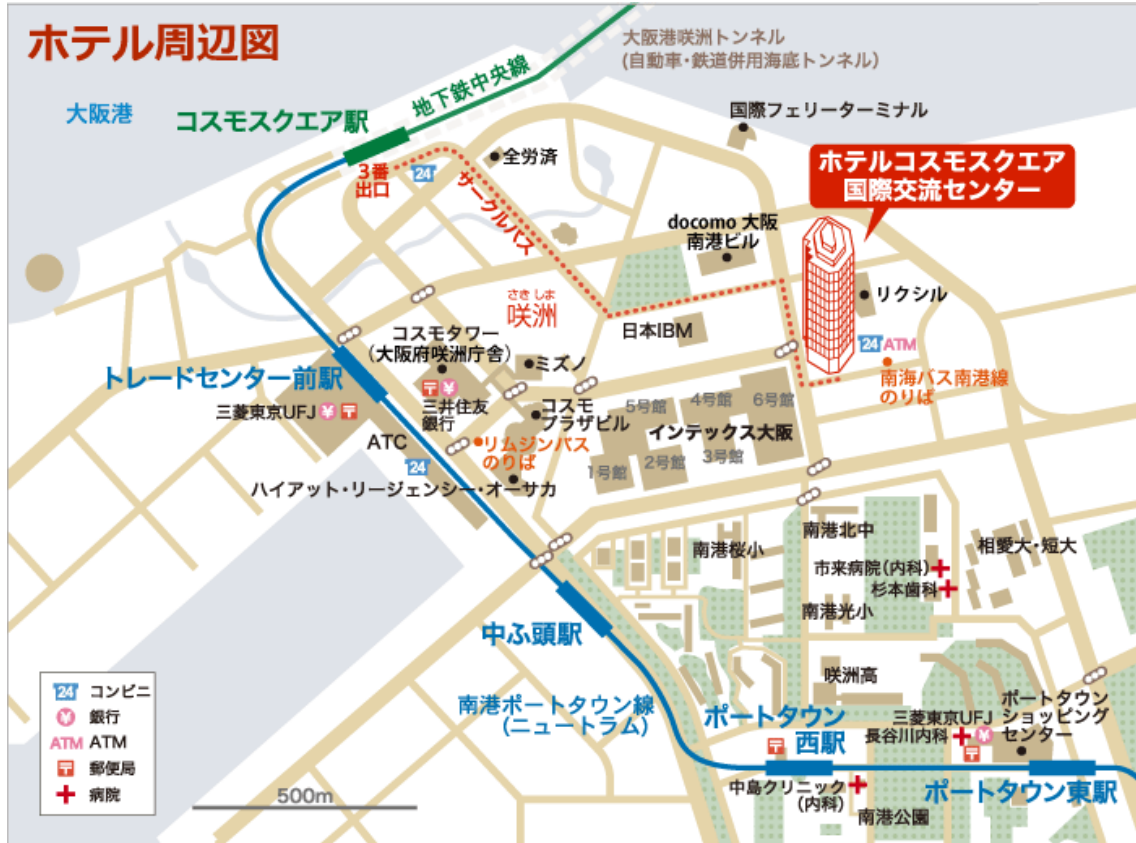 ホテル周辺図
大阪港咲洲トンネル
(自動車・鉄道併用海底トンネル)
大阪港
地下鉄中央線
コスモスクエア駅
国際フェリーターミナル
3番
出口
24
全労済
ホテルコスモスクエア
国際交流センター
サークルバス
docomo 大阪
南港ビル
リクシル
さきしま
咲洲
日本IBM
コスモタワー
(大阪府咲洲庁舎)
24 ATM
ミズノ
トレードセンター前駅
南海バス南港線
のりば
三菱東京UFJ ¥ 〒
〒 ¥
三井住友
銀行
コスモ
プラザビル
5号館
4号館
6号館
インテックス大阪
ATC
リムジンバス
のりば
1号館
2号館
3号館
24
ハイアット・リージェンシー・オーサカ
南港北中
南港桜小
相愛大・短大
市来病院(内科)
杉本歯科
南港光小
中ふ頭駅
咲洲高
南港ポートタウン線
(ニュートラム)
ポートタウン
西駅
〒
三菱東京UFJ
長谷川内科
¥
〒
ポートタウン
ショッピング
センター
中島クリニック
(内科)
ポートタウン東駅
南港公園
24 コンビニ
¥ 銀行
ATM ATM
〒 郵便局
病院
500m